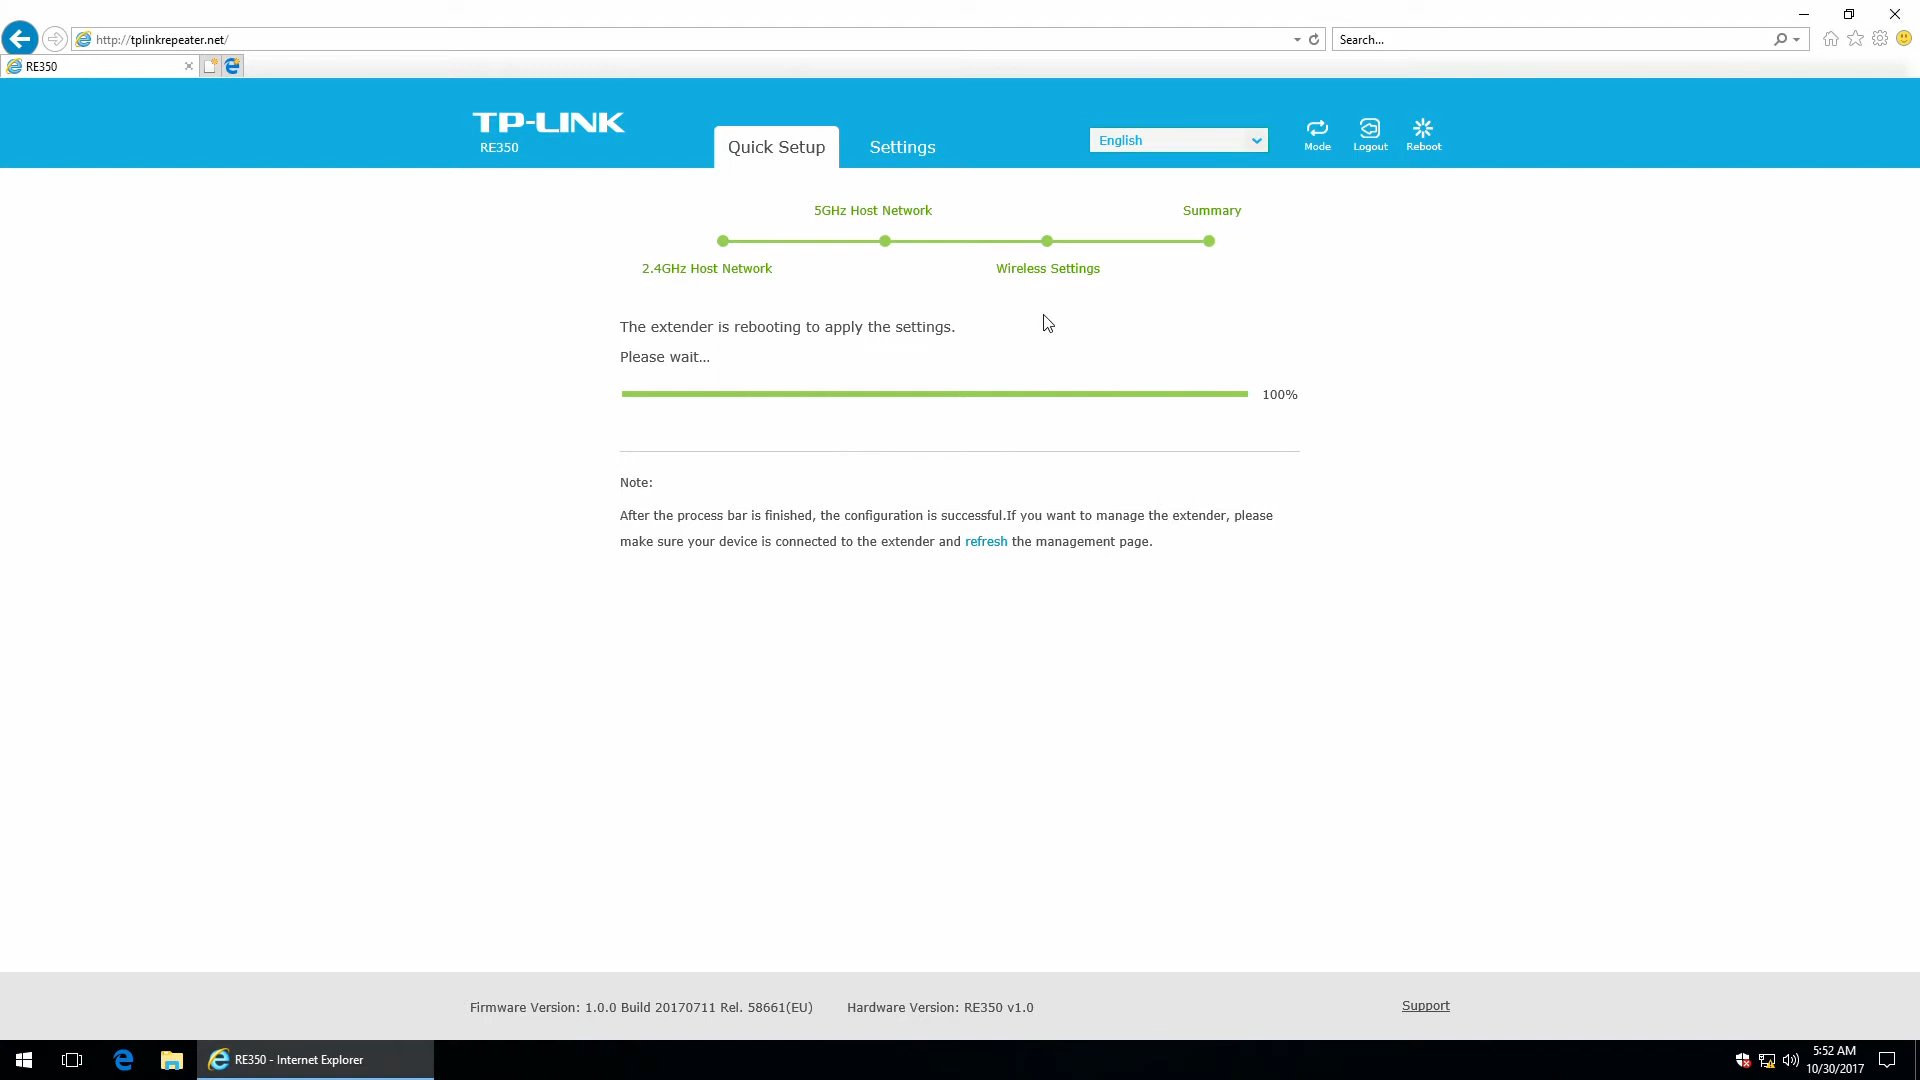 http://tplinkrepeater.net/
Search...
RE350
TP-LINK
RE350
Quick Setup
Settings
English
Mode
Logout
Reboot
5GHz Host Network
Summary
2.4GHz Host Network
Wireless Settings
The extender is rebooting to apply the settings.
Please wait...
100%
Note:
After the process bar is finished, the configuration is successful.If you want to manage the extender, please
make sure your device is connected to the extender and refresh the management page.
Firmware Version: 1.0.0 Build 20170711 Rel. 58661(EU)
Hardware Version: RE350 v1.0
Support
RE350 - Internet Explorer
5:52 AM
10/30/2017